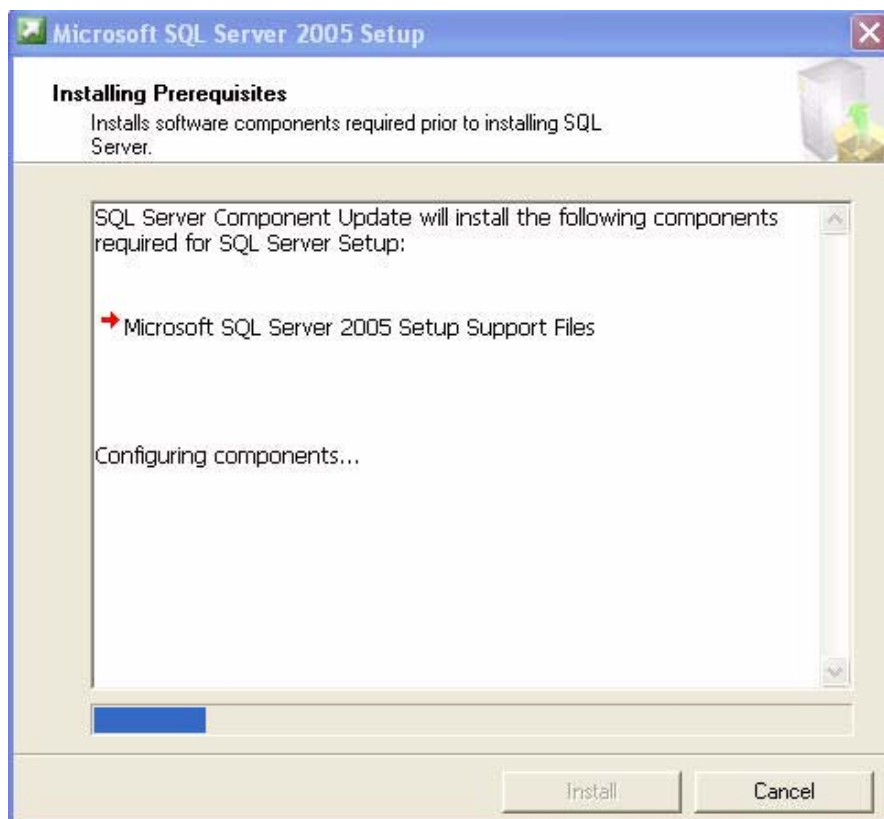 Microsoft SQL Server 2005 Setup
Installing Prerequisites
Installs software components required prior to installing SQL
Server.
SQL Server Component Update will install the following components
required for SQL Server Setup:
Microsoft SQL Server 2005 Setup Support Files
Configuring components...
Install
Cancel